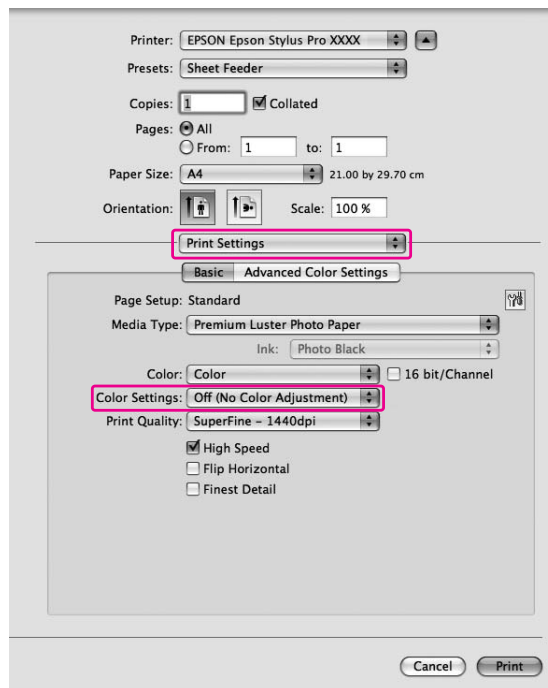 Printer: EPSON Epson Stylus Pro XXXX
Presets: Sheet Feeder
Copies: 1 Collated
Pages: All
From: 1 to: 1
Paper Size: A4 21.00 by 29.70 cm
Orientation: Scale: 100 %
Print Settings
Basic Advanced Color Settings
Page Setup: Standard
Media Type: Premium Luster Photo Paper
Ink: Photo Black
Color: Color 16 bit/Channel
Color Settings: Off (No Color Adjustment)
Print Quality: SuperFine – 1440dpi
High Speed
Flip Horizontal
Finest Detail
Cancel Print